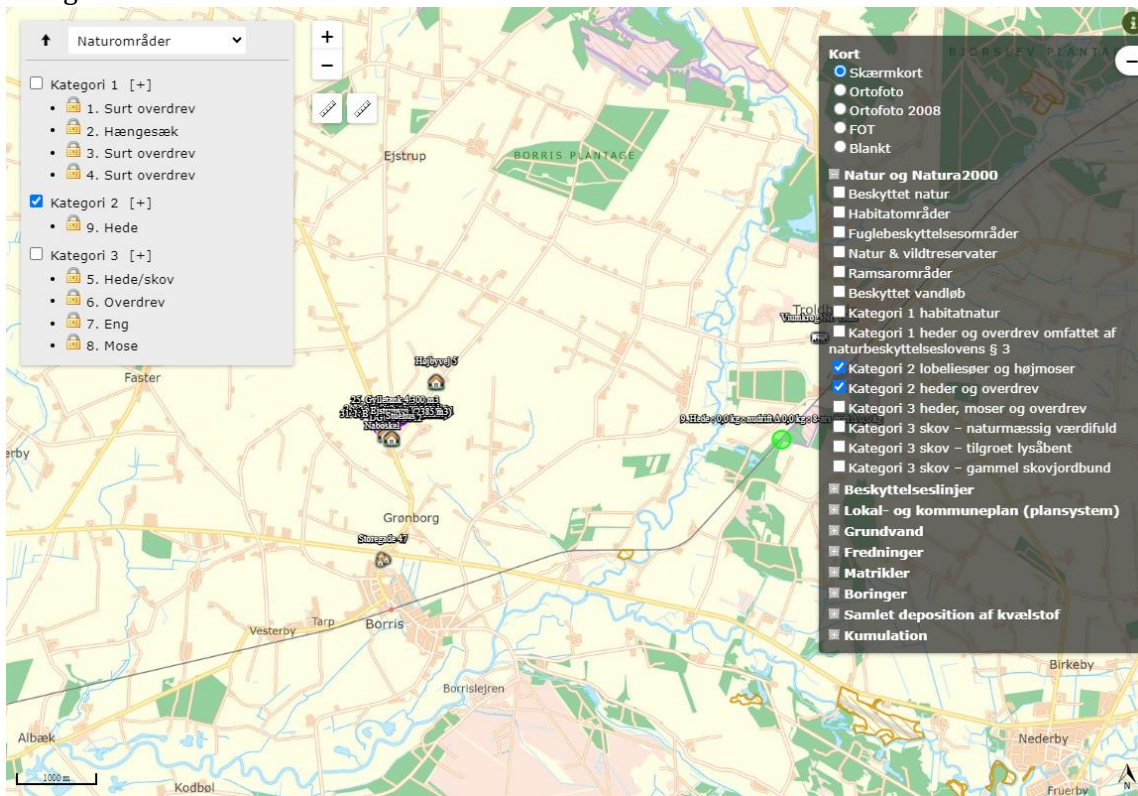 Naturområder
Kategori 1 [+]
1. Surt overdrev
2. Hængesæk
3. Surt overdrev
4. Surt overdrev
Kategori 2 [+]
9. Hede
Kategori 3 [+]
5. Hede/skov
6. Overdrev
7. Eng
8. Mose
+
−
Ejstrup
BORRIS PLANTAGE
Kort
Skærmkort
Ortofoto
Ortofoto 2008
FOT
Blankt
Natur og Natura2000
Beskyttet natur
Habitatområder
Fuglebeskyttelsesområder
Natur & vildtreservater
Ramsarområder
Beskyttet vandløb
Kategori 1 habitatnatur
Kategori 1 heder og overdrev omfattet af
naturbeskyttelseslovens § 3
Kategori 2 lobeliesøer og højmoser
Kategori 2 heder og overdrev
Kategori 3 heder, moser og overdrev
Kategori 3 skov – naturmæssig værdifuld
Kategori 3 skov – tilgroet lysåbent
Kategori 3 skov – gammel skovjordbund
Beskyttelseslinjer
Lokal- og kommuneplan (plansystem)
Grundvand
Fredninger
Matrikler
Boringer
Samlet deposition af kvælstof
Kumulation
Højbyvej 5
Faster
25. Gylletank 4300 m3
Naboskel
Grønborg
Storegade 47
Vesterby
Tarp
Borris
Borrislejren
Birkeby
Albæk
Nederby
1000 m
Kodbøl
Fruerby
N